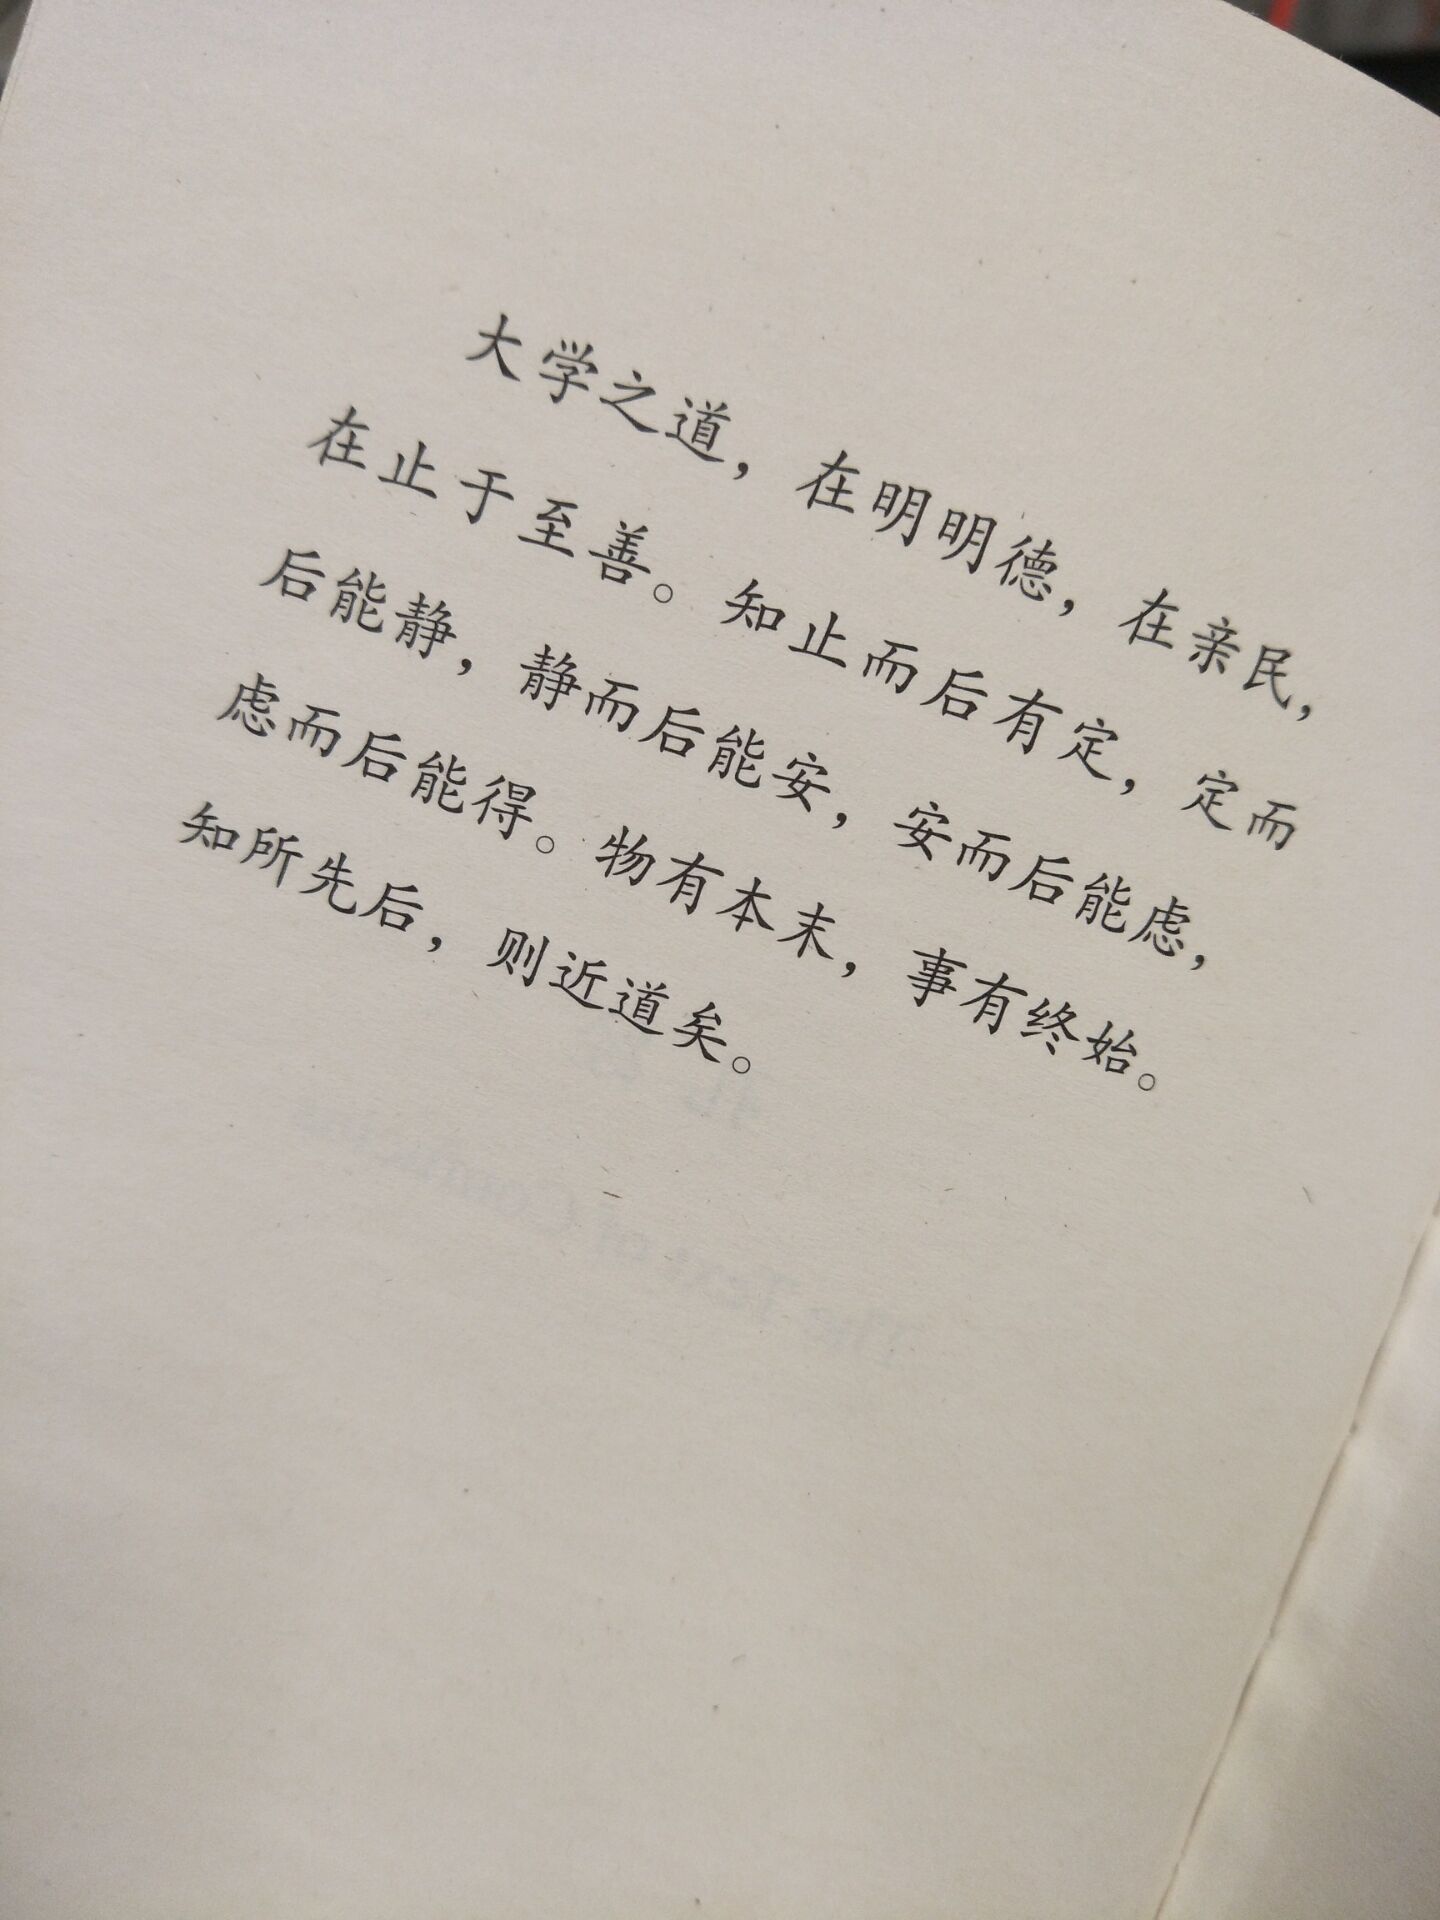 大学之道，在明明德，在亲民，
在止于至善。知止而后有定，定而
后能静，静而后能安，安而后能虑，
虑而后能得。物有本末，事有终始。
知所先后，则近道矣。